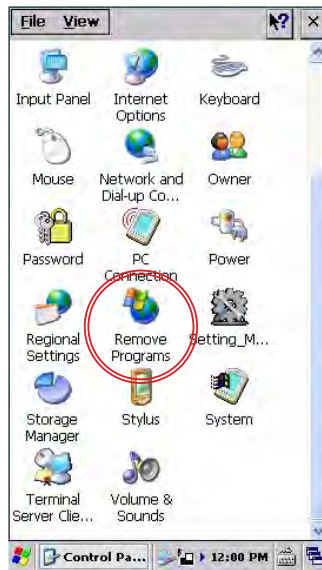 File View ? ×
Input Panel
Internet
Options
Keyboard
Mouse
Network and
Dial-up Co...
Owner
Password
PC
Connection
Power
Regional
Settings
Remove
Programs
Setting_M...
Storage
Manager
Stylus
System
Terminal
Server Clie...
Volume &
Sounds
Control Pa... 12:00 PM